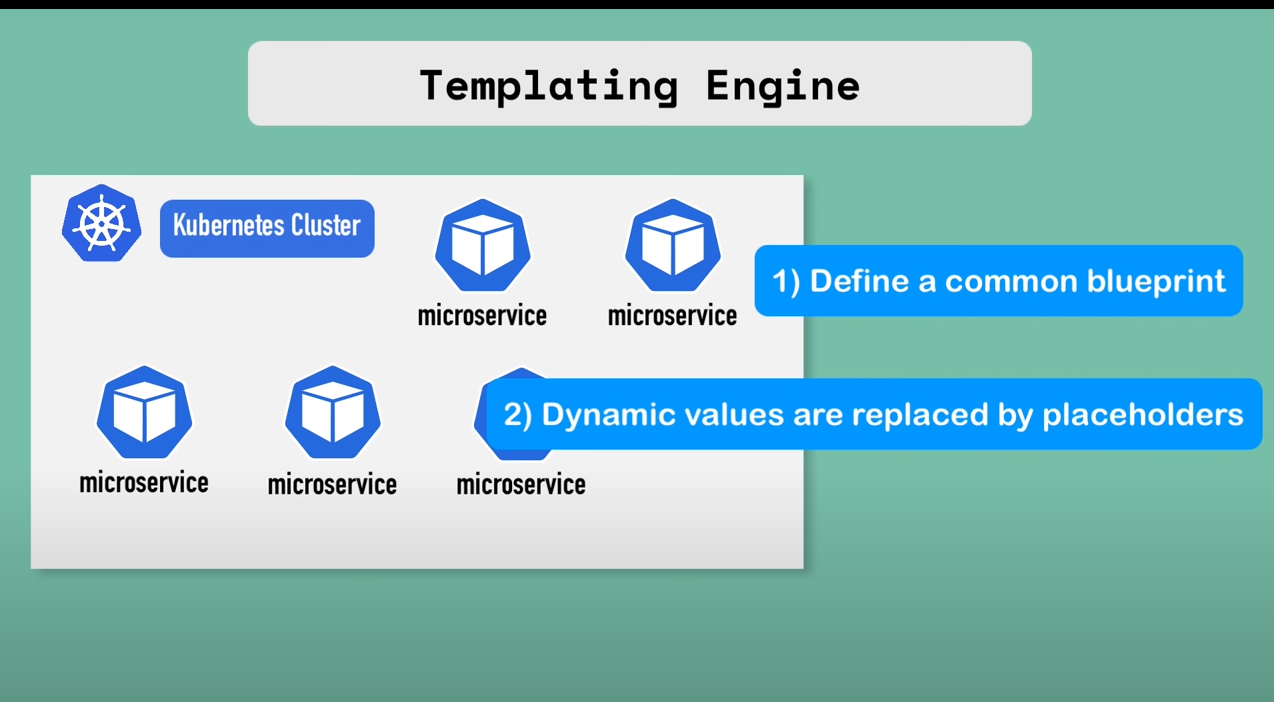 Templating Engine
Kubernetes Cluster
microservice
microservice
1) Define a common blueprint
2) Dynamic values are replaced by placeholders
microservice
microservice
microservice